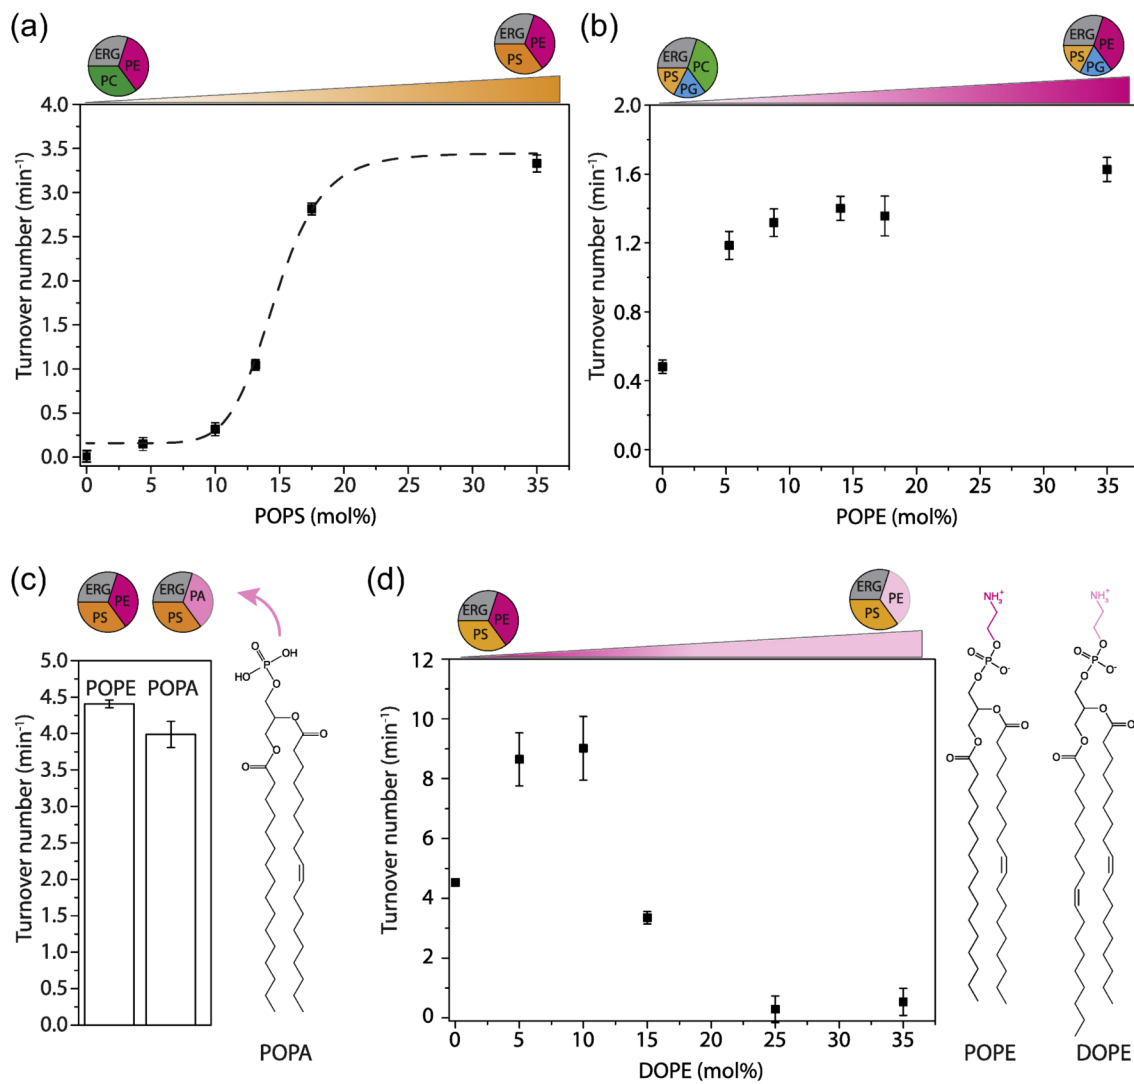 (a)
ERG
PE
PC
ERG
PE
PS
Turnover number (min⁻¹)
4.0
3.5
3.0
2.5
2.0
1.5
1.0
0.5
0.0
0 5 10 15 20 25 30 35
POPS (mol%)
(b)
ERG
PC
PS
PG
ERG
PE
PS
PG
Turnover number (min⁻¹)
2.0
1.6
1.2
0.8
0.4
0.0
0 5 10 15 20 25 30 35
POPE (mol%)
(c)
ERG
PE
PS
ERG
PA
PS
Turnover number (min⁻¹)
5.0
4.5
4.0
3.5
3.0
2.5
2.0
1.5
1.0
0.5
0.0
POPE POPA
O OH
P
HO O
O
O
O
O
POPA
(d)
ERG
PE
PS
ERG
PE
PS
Turnover number (min⁻¹)
12
10
8
6
4
2
0
0 5 10 15 20 25 30 35
DOPE (mol%)
NH₃⁺
O
O P
O⁻
O
O
O
O
O
POPE
NH₃⁺
O
O P
O⁻
O
O
O
O
O
DOPE